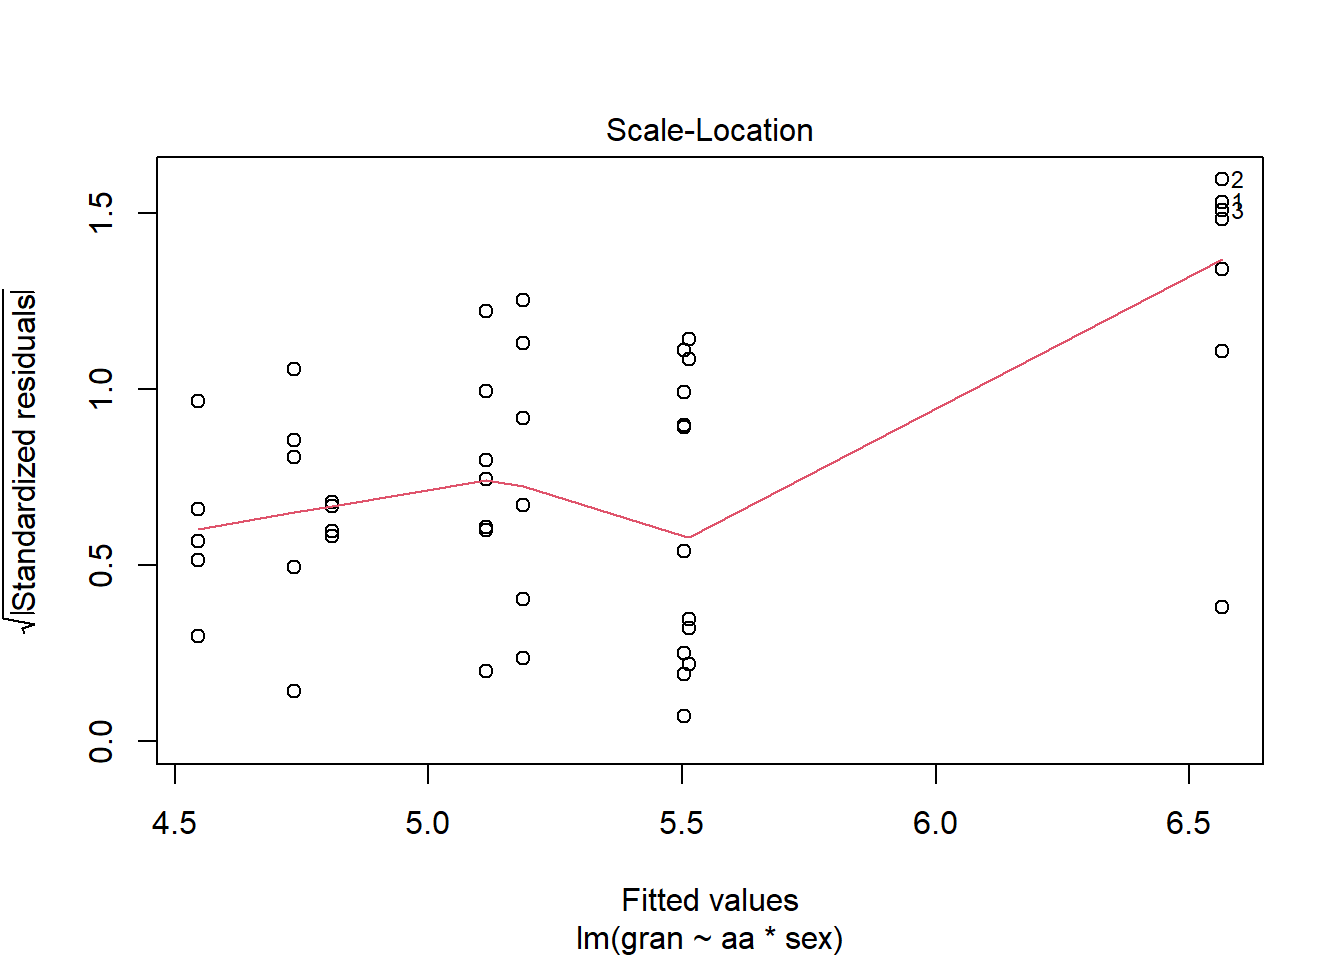 Scale-Location
√|Standardized residuals|
1.5
1.0
0.5
0.0
2
1
3
4.5 5.0 5.5 6.0 6.5
Fitted values
lm(gran ~ aa * sex)